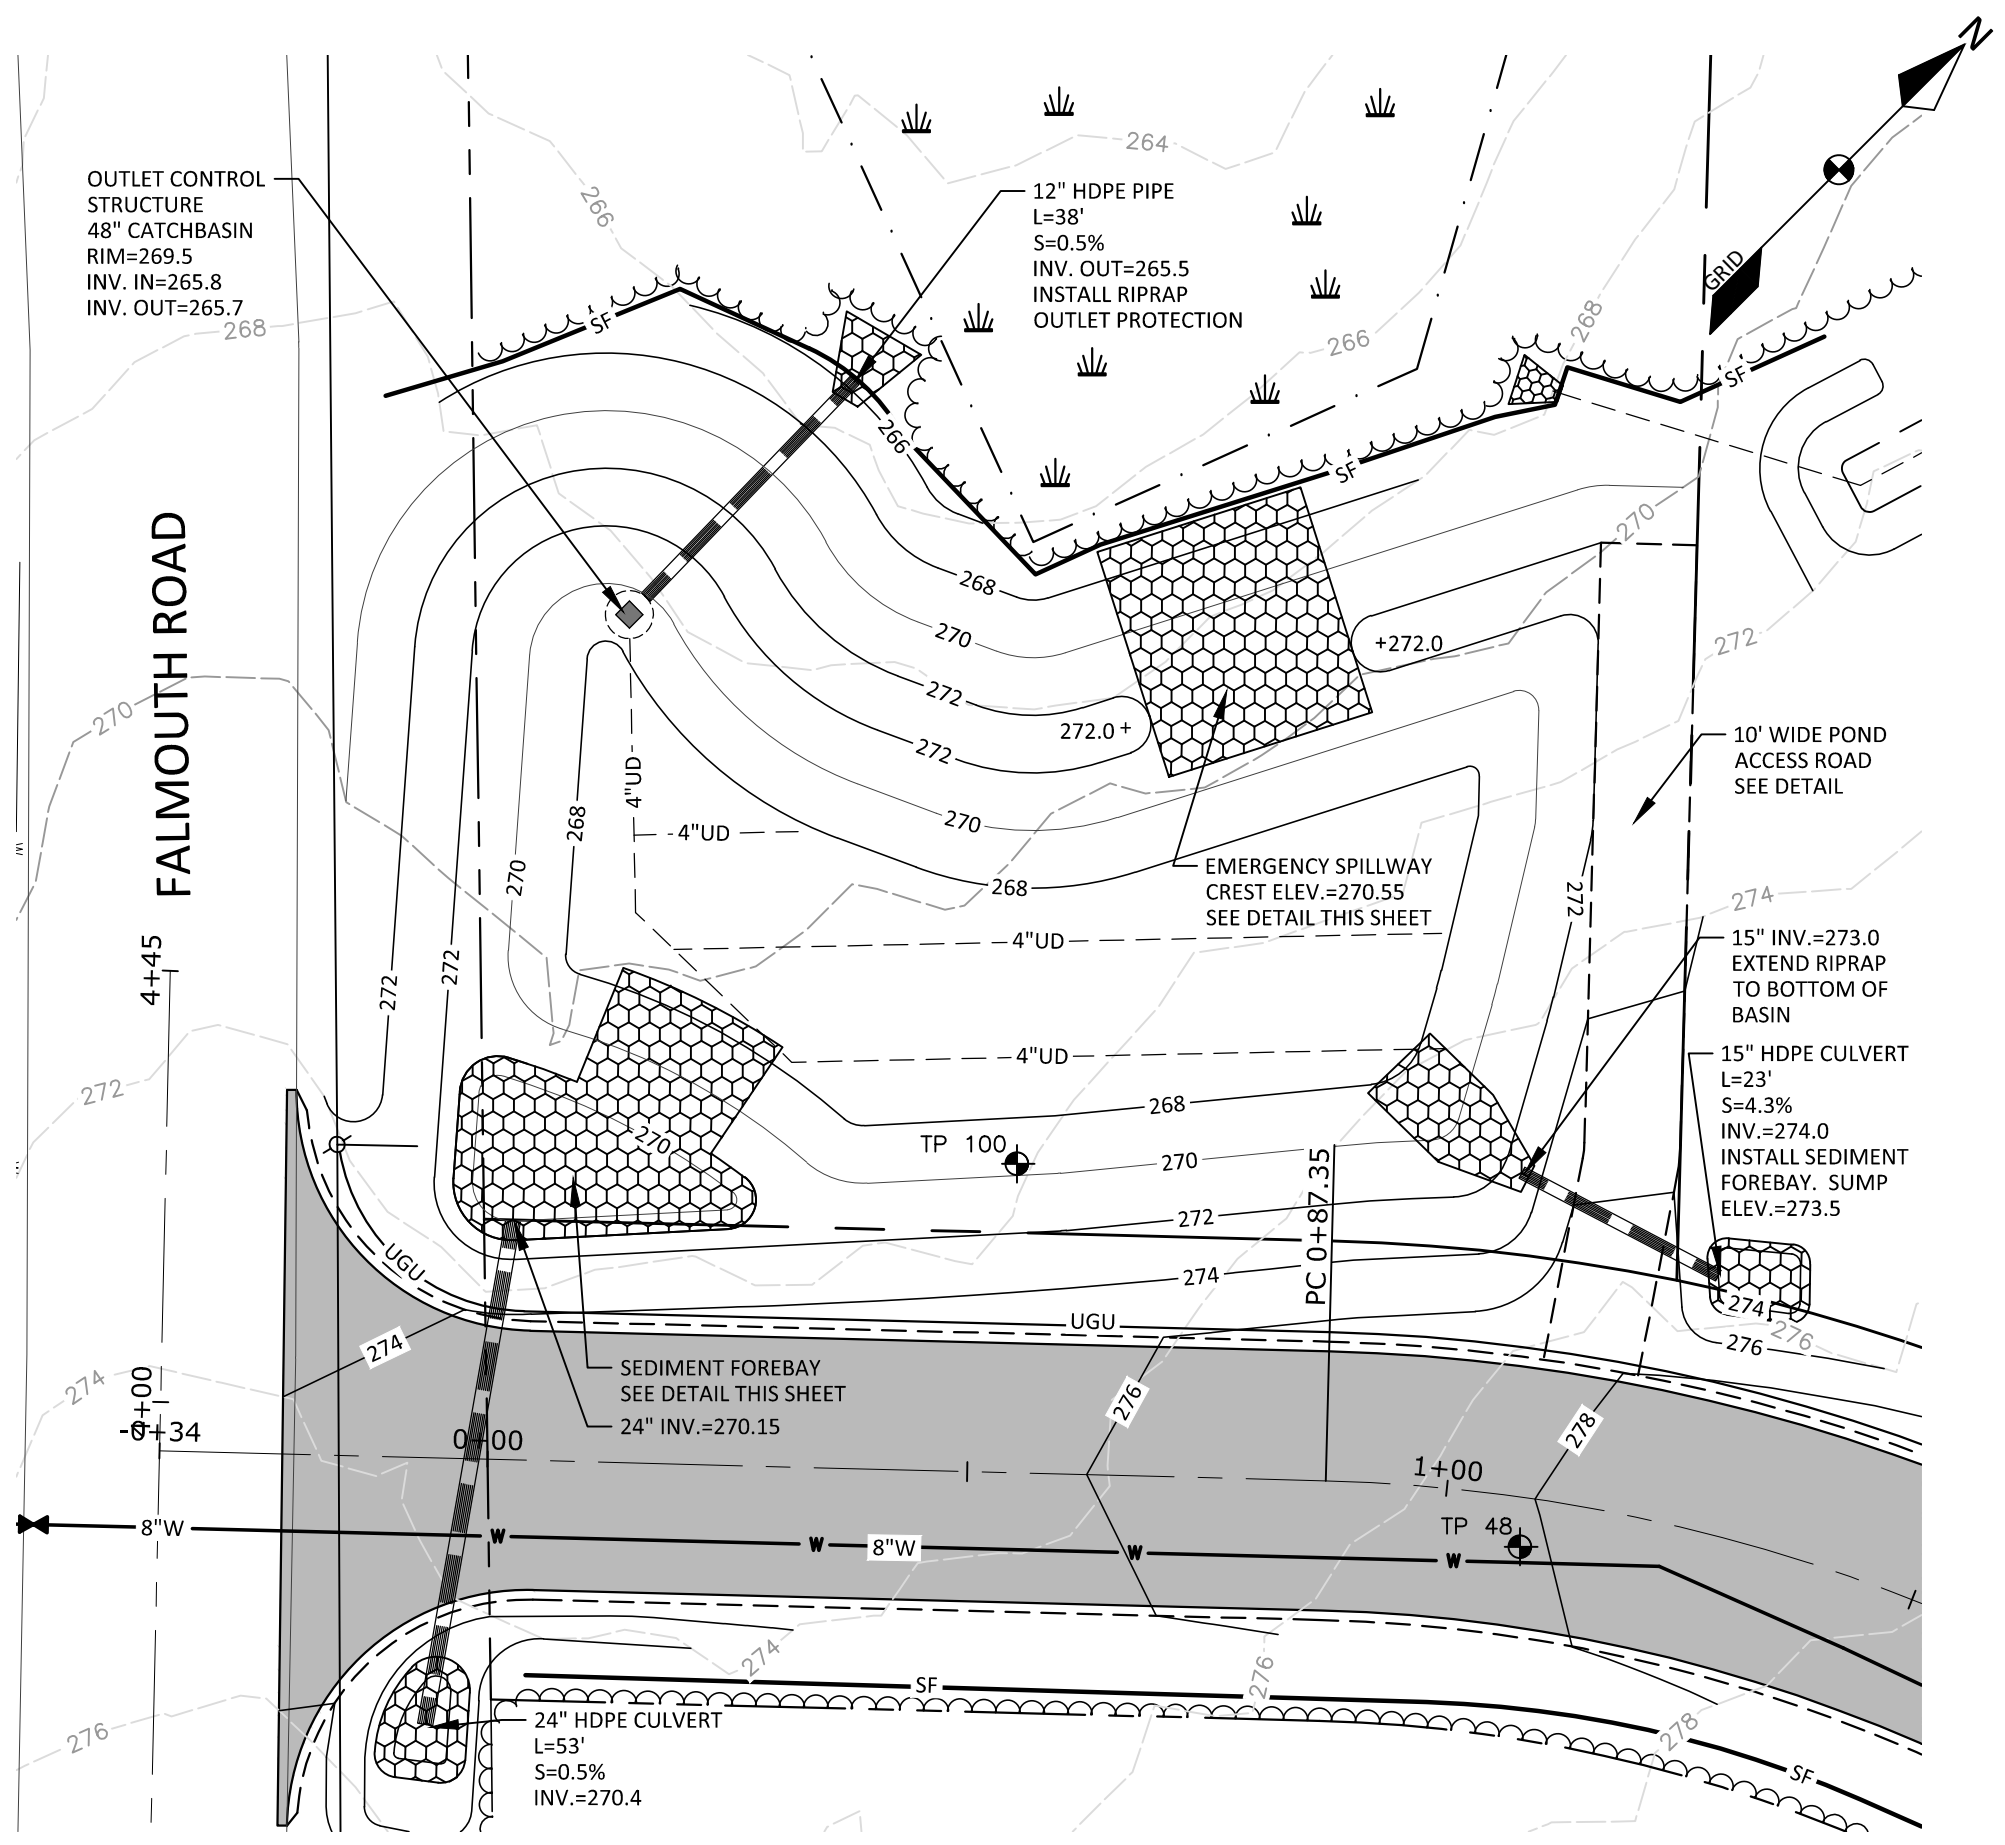 N
GRID
264
266
268
OUTLET CONTROL
STRUCTURE
48" CATCHBASIN
RIM=269.5
INV. IN=265.8
INV. OUT=265.7
12" HDPE PIPE
L=38'
S=0.5%
INV. OUT=265.5
INSTALL RIPRAP
OUTLET PROTECTION
SF
266
268
SF
SF
266
268
270
272
272
270
268
270
272
+272.0
272.0 +
FALMOUTH ROAD
270
4"UD
4"UD
268
270
272
272
10' WIDE POND
ACCESS ROAD
SEE DETAIL
EMERGENCY SPILLWAY
CREST ELEV.=270.55
SEE DETAIL THIS SHEET
272
274
4"UD
4+45
W
15" INV.=273.0
EXTEND RIPRAP
TO BOTTOM OF
BASIN
4"UD
15" HDPE CULVERT
L=23'
S=4.3%
INV.=274.0
INSTALL SEDIMENT
FOREBAY. SUMP
ELEV.=273.5
272
268
270
TP 100
270
272
274
PC 0+87.35
UGU
UGU
274
276
276
274
SEDIMENT FOREBAY
SEE DETAIL THIS SHEET
24" INV.=270.15
274
276
278
4+00
-0+34
0+00
1+00
8"W
W
W
8"W
W
W
TP 48
274
276
278
276
SF
SF
24" HDPE CULVERT
L=53'
S=0.5%
INV.=270.4